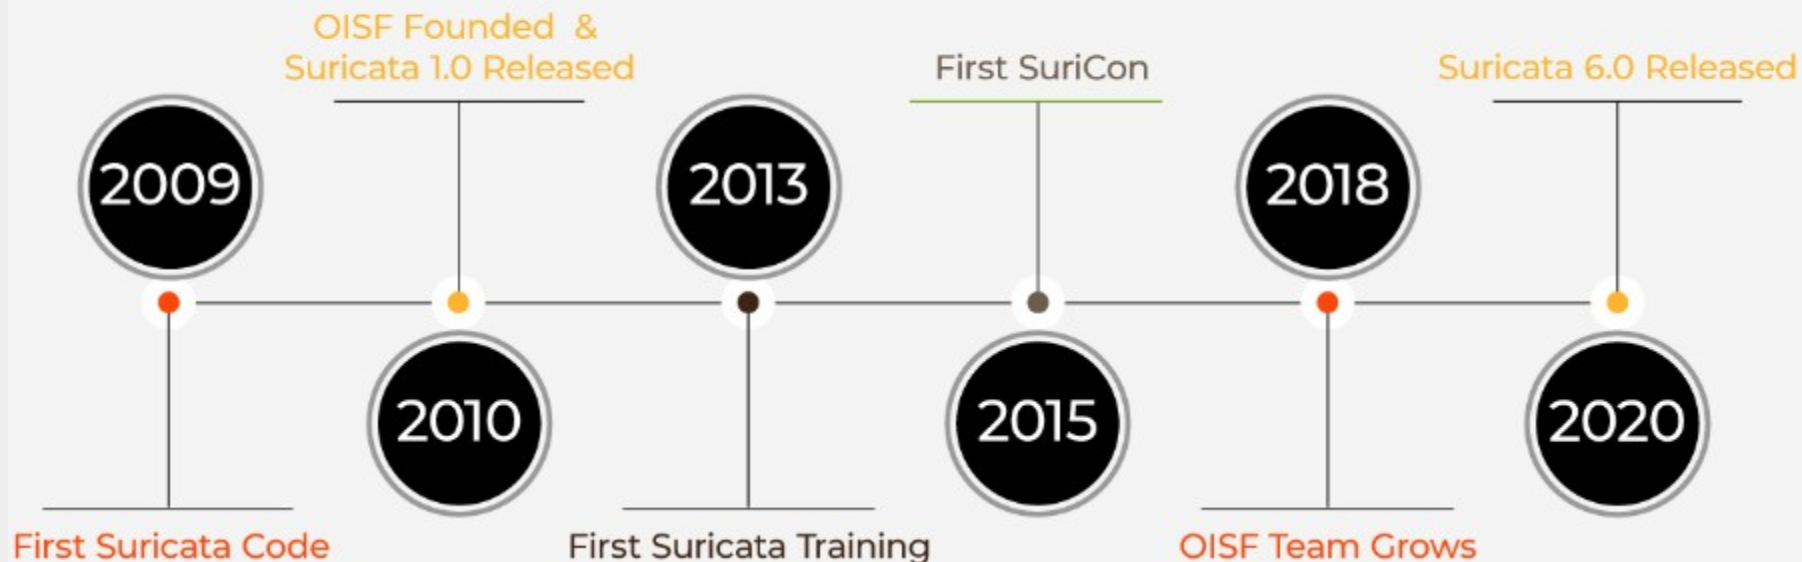 OISF Founded &
Suricata 1.0 Released
First SuriCon
Suricata 6.0 Released
2009
2013
2018
2010
2015
2020
First Suricata Code
First Suricata Training
OISF Team Grows